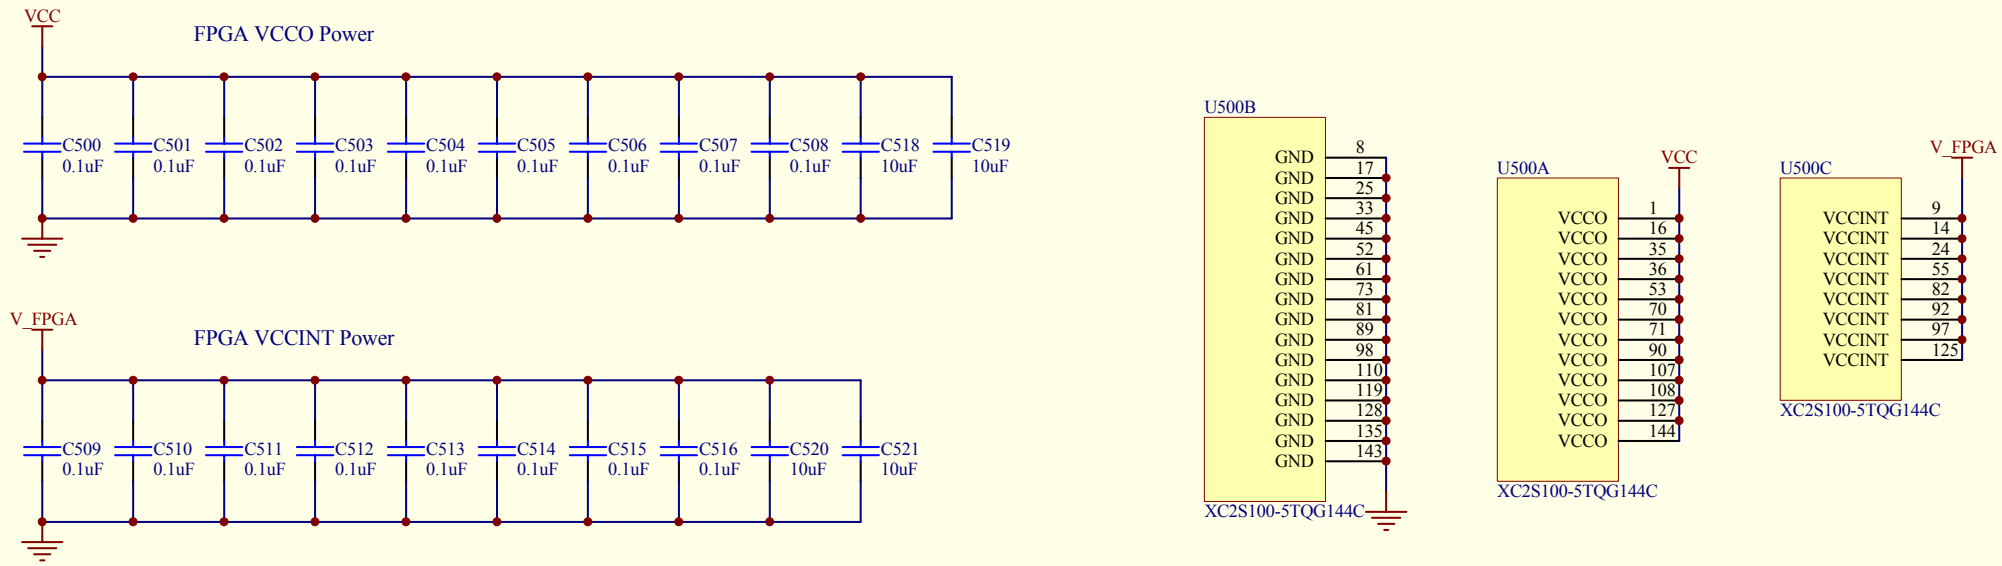 VCC
FPGA VCCO Power
C500 C501 C502 C503 C504 C505 C506 C507 C508 C518 C519
0.1uF 0.1uF 0.1uF 0.1uF 0.1uF 0.1uF 0.1uF 0.1uF 0.1uF 10uF 10uF
V_FPGA
FPGA VCCINT Power
C509 C510 C511 C512 C513 C514 C515 C516 C520 C521
0.1uF 0.1uF 0.1uF 0.1uF 0.1uF 0.1uF 0.1uF 0.1uF 10uF 10uF
U500B
GND 8
GND 17
GND 25
GND 33
GND 45
GND 52
GND 61
GND 73
GND 81
GND 89
GND 98
GND 110
GND 119
GND 128
GND 135
GND 143
XC2S100-5TQG144C
VCC
U500A
VCCO 1
VCCO 16
VCCO 35
VCCO 36
VCCO 53
VCCO 70
VCCO 71
VCCO 90
VCCO 107
VCCO 108
VCCO 127
VCCO 144
XC2S100-5TQG144C
V_FPGA
U500C
VCCINT 9
VCCINT 14
VCCINT 24
VCCINT 55
VCCINT 82
VCCINT 92
VCCINT 97
VCCINT 125
XC2S100-5TQG144C